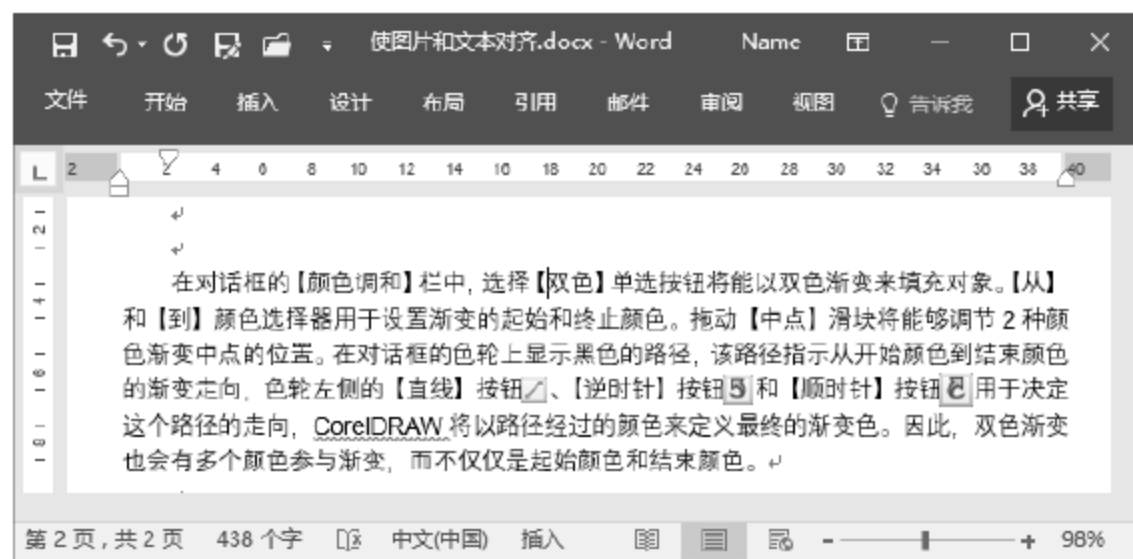 使图片和文本对齐.docx - Word Name
文件 开始 插入 设计 布局 引用 邮件 审阅 视图 告诉我 共享
L 2 2 4 6 8 10 12 14 16 18 20 22 24 26 28 30 32 34 36 38 40
2
4
6
8
在对话框的【颜色调和】栏中, 选择【双色】单选按钮将能以双色渐变来填充对象。【从】
和【到】颜色选择器用于设置渐变的起始和终止颜色。拖动【中点】滑块将能够调节 2 种颜
色渐变中点的位置。在对话框的色轮上显示黑色的路径, 该路径指示从开始颜色到结束颜色
的渐变走向, 色轮左侧的【直线】按钮、【逆时针】按钮和【顺时针】按钮用于决定
这个路径的走向, CorelDRAW 将以路径经过的颜色来定义最终的渐变色。因此, 双色渐变
也会有多个颜色参与渐变, 而不仅仅是起始颜色和结束颜色。
第 2 页, 共 2 页 438 个字 中文(中国) 插入 98%